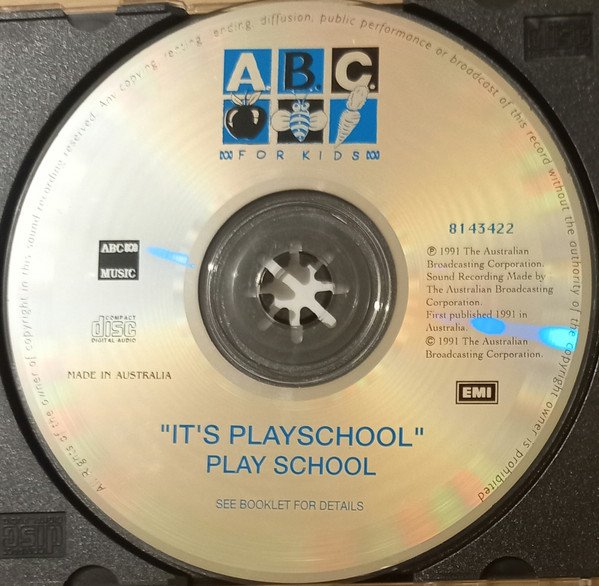 A. B. C.
FOR KIDS
8143422
ABC
MUSIC
℗ 1991 The Australian
Broadcasting Corporation.
Sound Recording Made by
The Australian Broadcasting
Corporation.
First published 1991 in
Australia.
© 1991 The Australian
Broadcasting Corporation.
COMPACT
disc
DIGITAL AUDIO
MADE IN AUSTRALIA
EMI
"IT'S PLAYSCHOOL"
PLAY SCHOOL
SEE BOOKLET FOR DETAILS
of the owner of copyright in this sound recording reserved. Any copying, renting, lending, diffusion, public performance or broadcast of this record without the authority of the copyright owner is prohibited